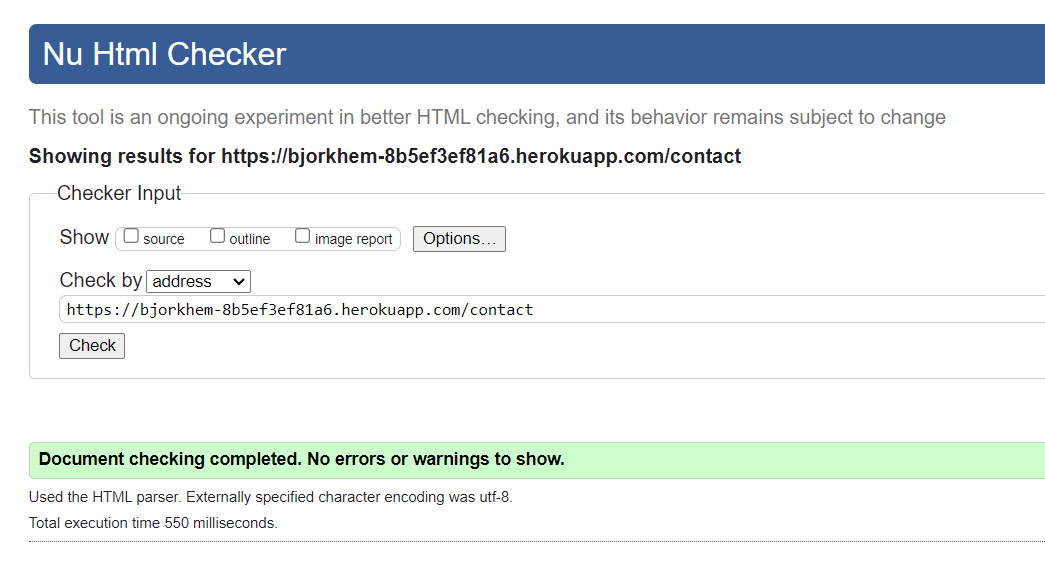 Nu Html Checker
This tool is an ongoing experiment in better HTML checking, and its behavior remains subject to change
Showing results for https://bjorkhem-8b5ef3ef81a6.herokuapp.com/contact
Checker Input
Show source outline image report Options...
Check by address
https://bjorkhem-8b5ef3ef81a6.herokuapp.com/contact
Check
Document checking completed. No errors or warnings to show.
Used the HTML parser. Externally specified character encoding was utf-8.
Total execution time 550 milliseconds.